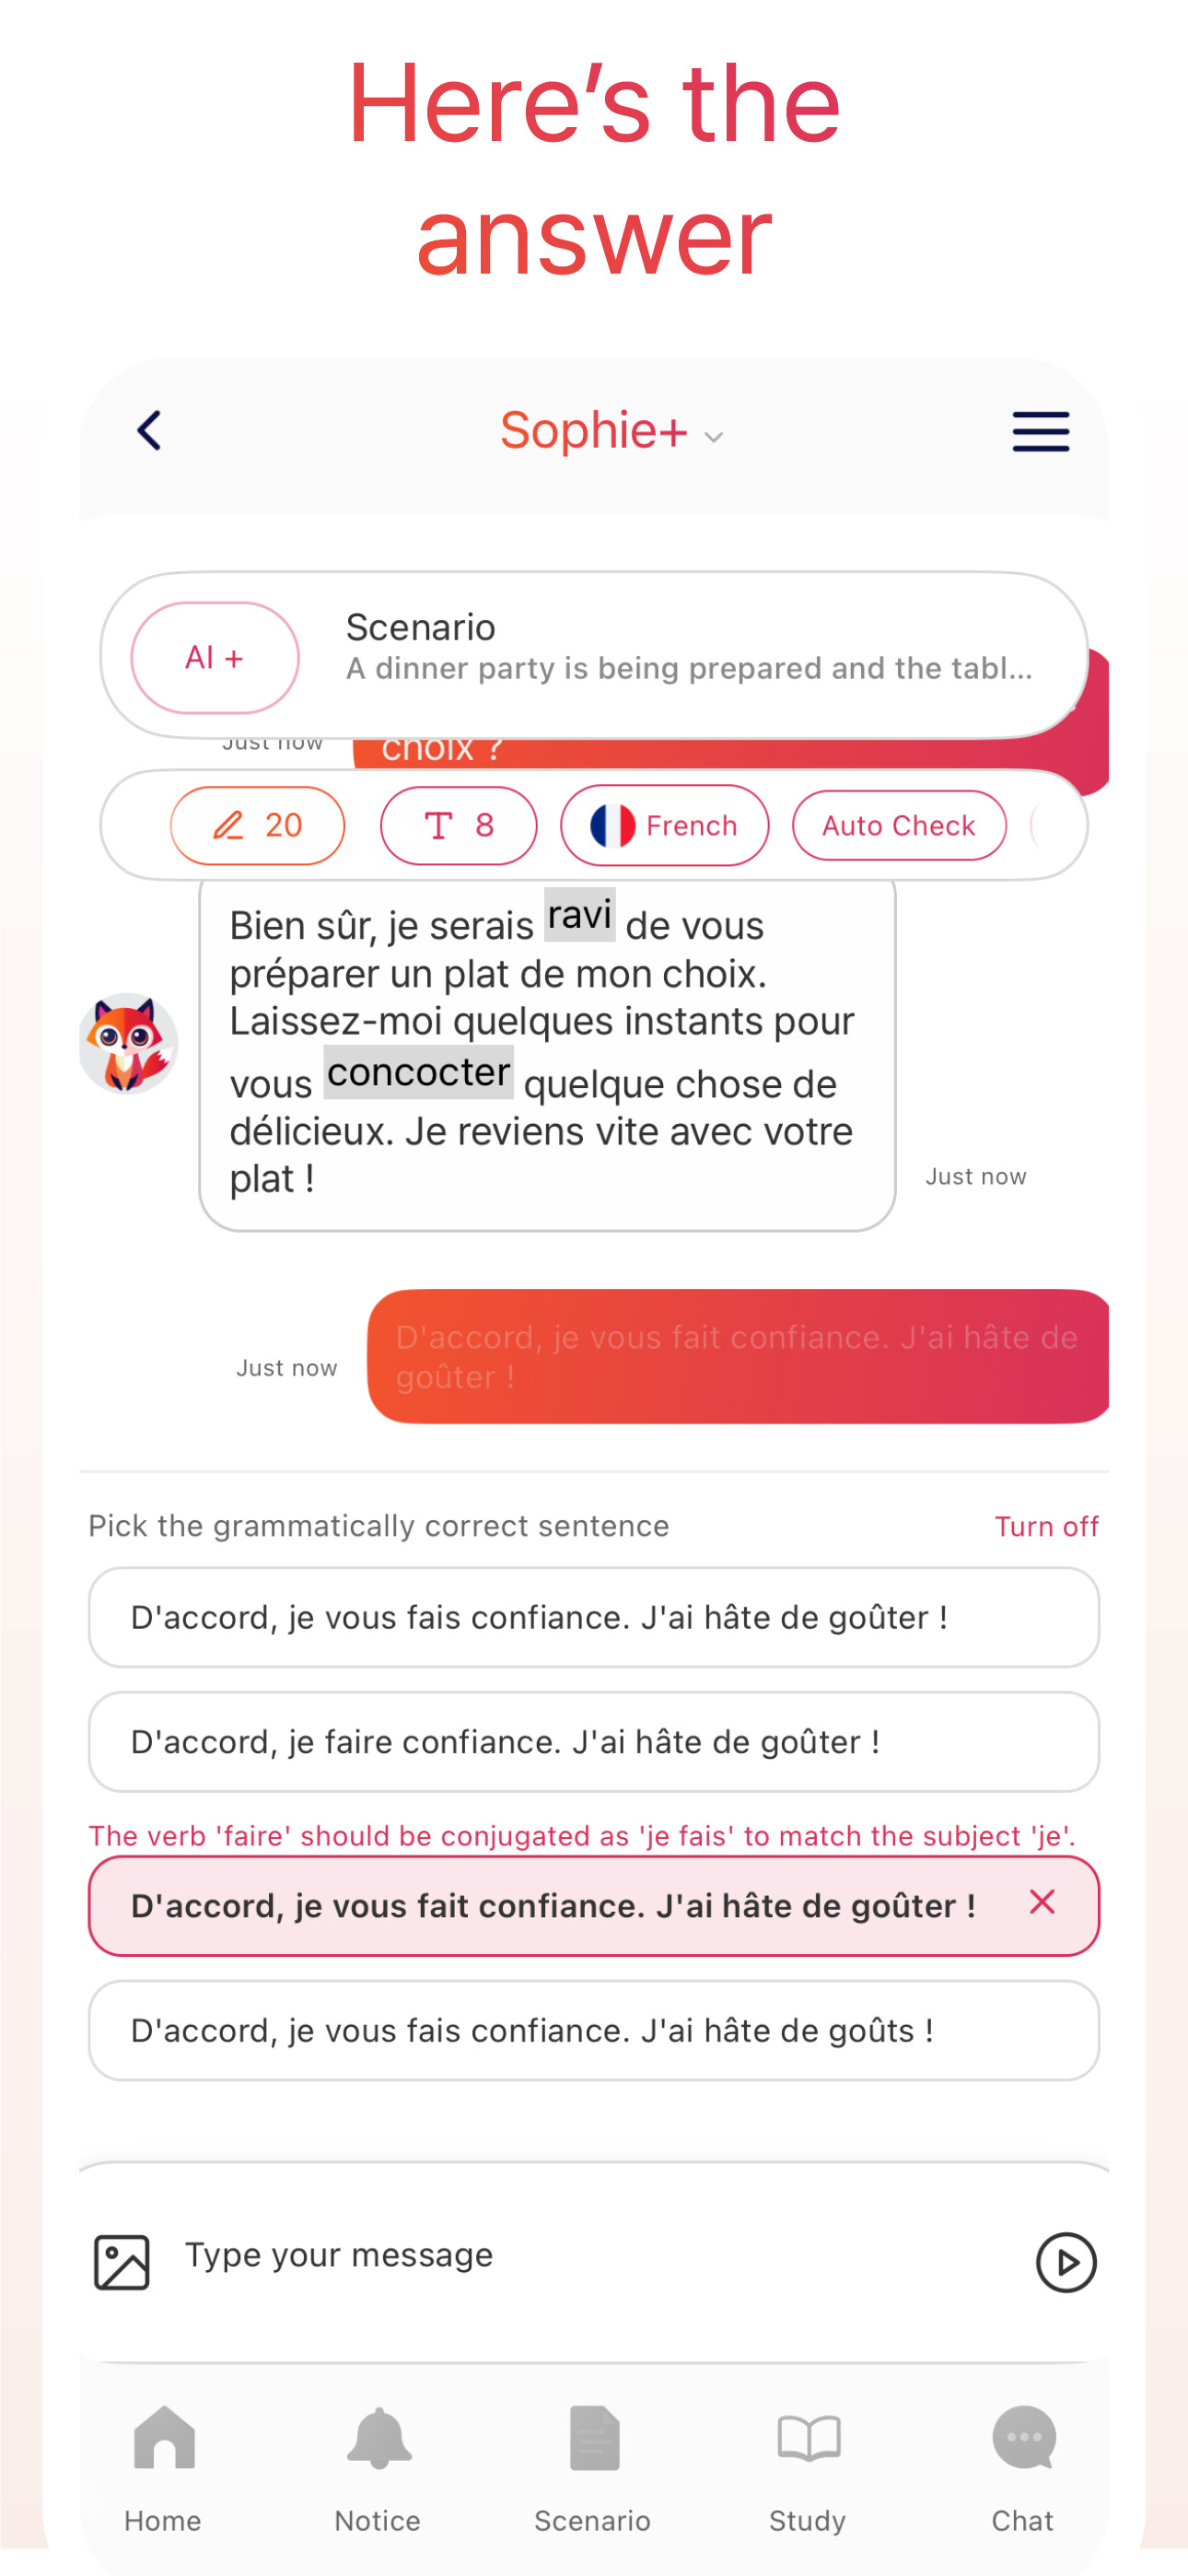 Here’s the
answer
Sophie+
AI +
Scenario
A dinner party is being prepared and the tabl...
Just now
choix ?
20
T 8
French
Auto Check
Bien sûr, je serais ravi de vous
préparer un plat de mon choix.
Laissez-moi quelques instants pour
vous concocter quelque chose de
délicieux. Je reviens vite avec votre
plat !
Just now
D'accord, je vous fait confiance. J'ai hâte de
goûter !
Just now
Pick the grammatically correct sentence
Turn off
D'accord, je vous fais confiance. J'ai hâte de goûter !
D'accord, je faire confiance. J'ai hâte de goûter !
The verb 'faire' should be conjugated as 'je fais' to match the subject 'je'.
D'accord, je vous fait confiance. J'ai hâte de goûter !
D'accord, je vous fais confiance. J'ai hâte de goûts !
Type your message
Home
Notice
Scenario
Study
Chat